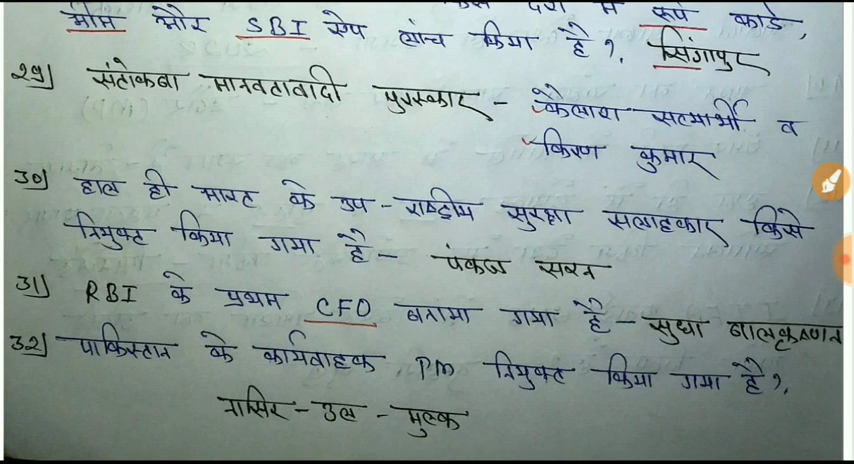 देश में रूपे कार्ड,
भीम और SBI ऐप लांच किया है?. सिंगापुर
29) संतोकबा मानवतावादी पुरस्कार - कैलाश सत्यार्थी व
किरण कुमार
30) हाल ही भारत के उप - राष्ट्रीय सुरक्षा सलाहकार किसे
नियुक्त किया गया है - पंकज सरन
31) RBI के प्रथम CFO बनाया गया है - सुधा बालकृष्णन
32) पाकिस्तान के कार्यवाहक PM नियुक्त किया गया है?.
नासिर - उल - मुल्क